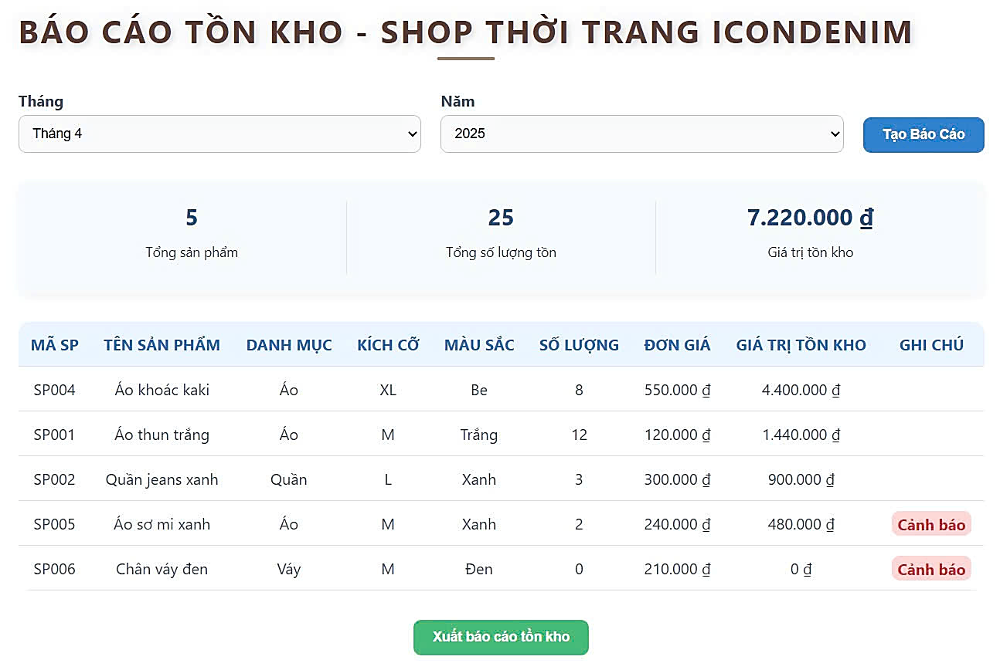 BÁO CÁO TỒN KHO - SHOP THỜI TRANG ICONDENIM
Tháng Năm
Tháng 4 2025 Tạo Báo Cáo
5 25 7.220.000 ₫
Tổng sản phẩm Tổng số lượng tồn Giá trị tồn kho
MÃ SP TÊN SẢN PHẨM DANH MỤC KÍCH CỠ MÀU SẮC SỐ LƯỢNG ĐƠN GIÁ GIÁ TRỊ TỒN KHO GHI CHÚ
SP004 Áo khoác kaki Áo XL Be 8 550.000 ₫ 4.400.000 ₫
SP001 Áo thun trắng Áo M Trắng 12 120.000 ₫ 1.440.000 ₫
SP002 Quần jeans xanh Quần L Xanh 3 300.000 ₫ 900.000 ₫
SP005 Áo sơ mi xanh Áo M Xanh 2 240.000 ₫ 480.000 ₫ Cảnh báo
SP006 Chân váy đen Váy M Đen 0 210.000 ₫ 0 ₫ Cảnh báo
Xuất báo cáo tồn kho